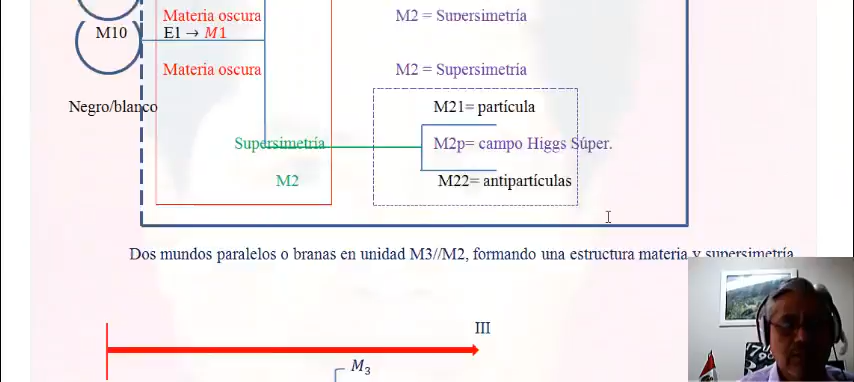 Materia oscura
M2 = Supersimetría
M10
E1 → M1
Materia oscura
M2 = Supersimetría
Negro/blanco
M21= partícula
Supersimetría
M2p= campo Higgs Súper.
M2
M22= antipartículas
Dos mundos paralelos o branas en unidad M3//M2, formando una estructura materia y supersimetría
III
M3